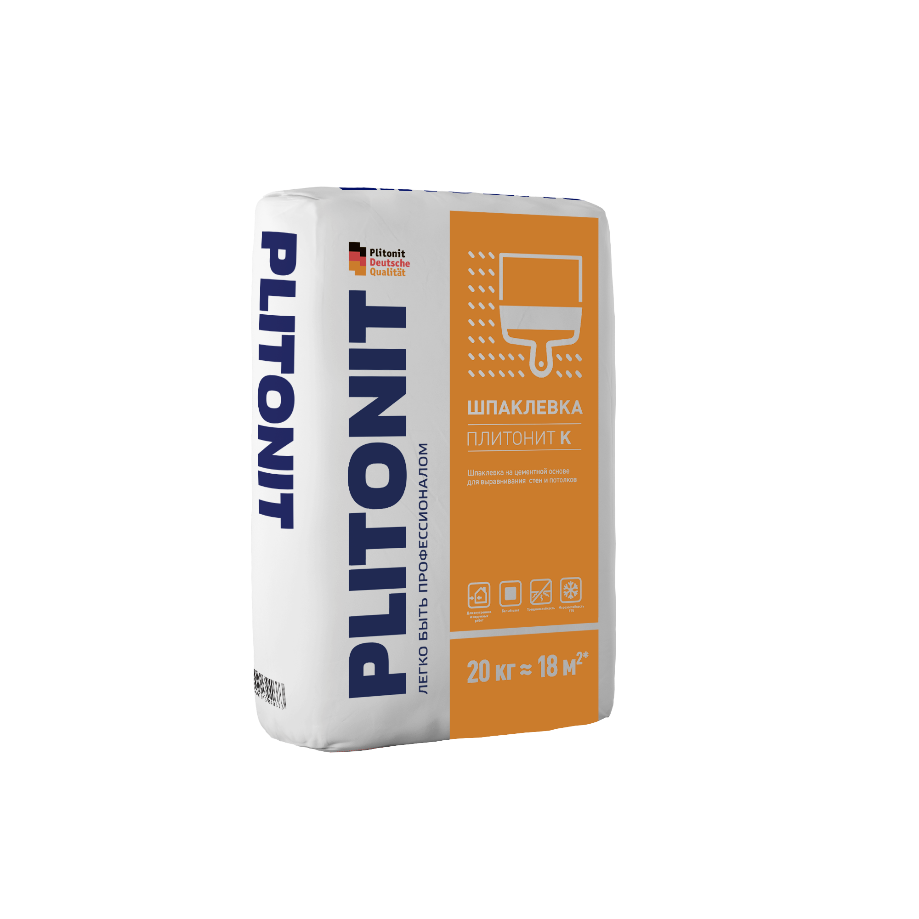 PLITONIT
Plitonit
Deutsche
Qualität
PLITONIT
ЛЕГКО БЫТЬ ПРОФЕССИОНАЛОМ
ШПАКЛЕВКА
ПЛИТОНИТ К
Шпаклевка на цементной основе
для выравнивания стен и потолков
20 кг ≈ 18 м²*